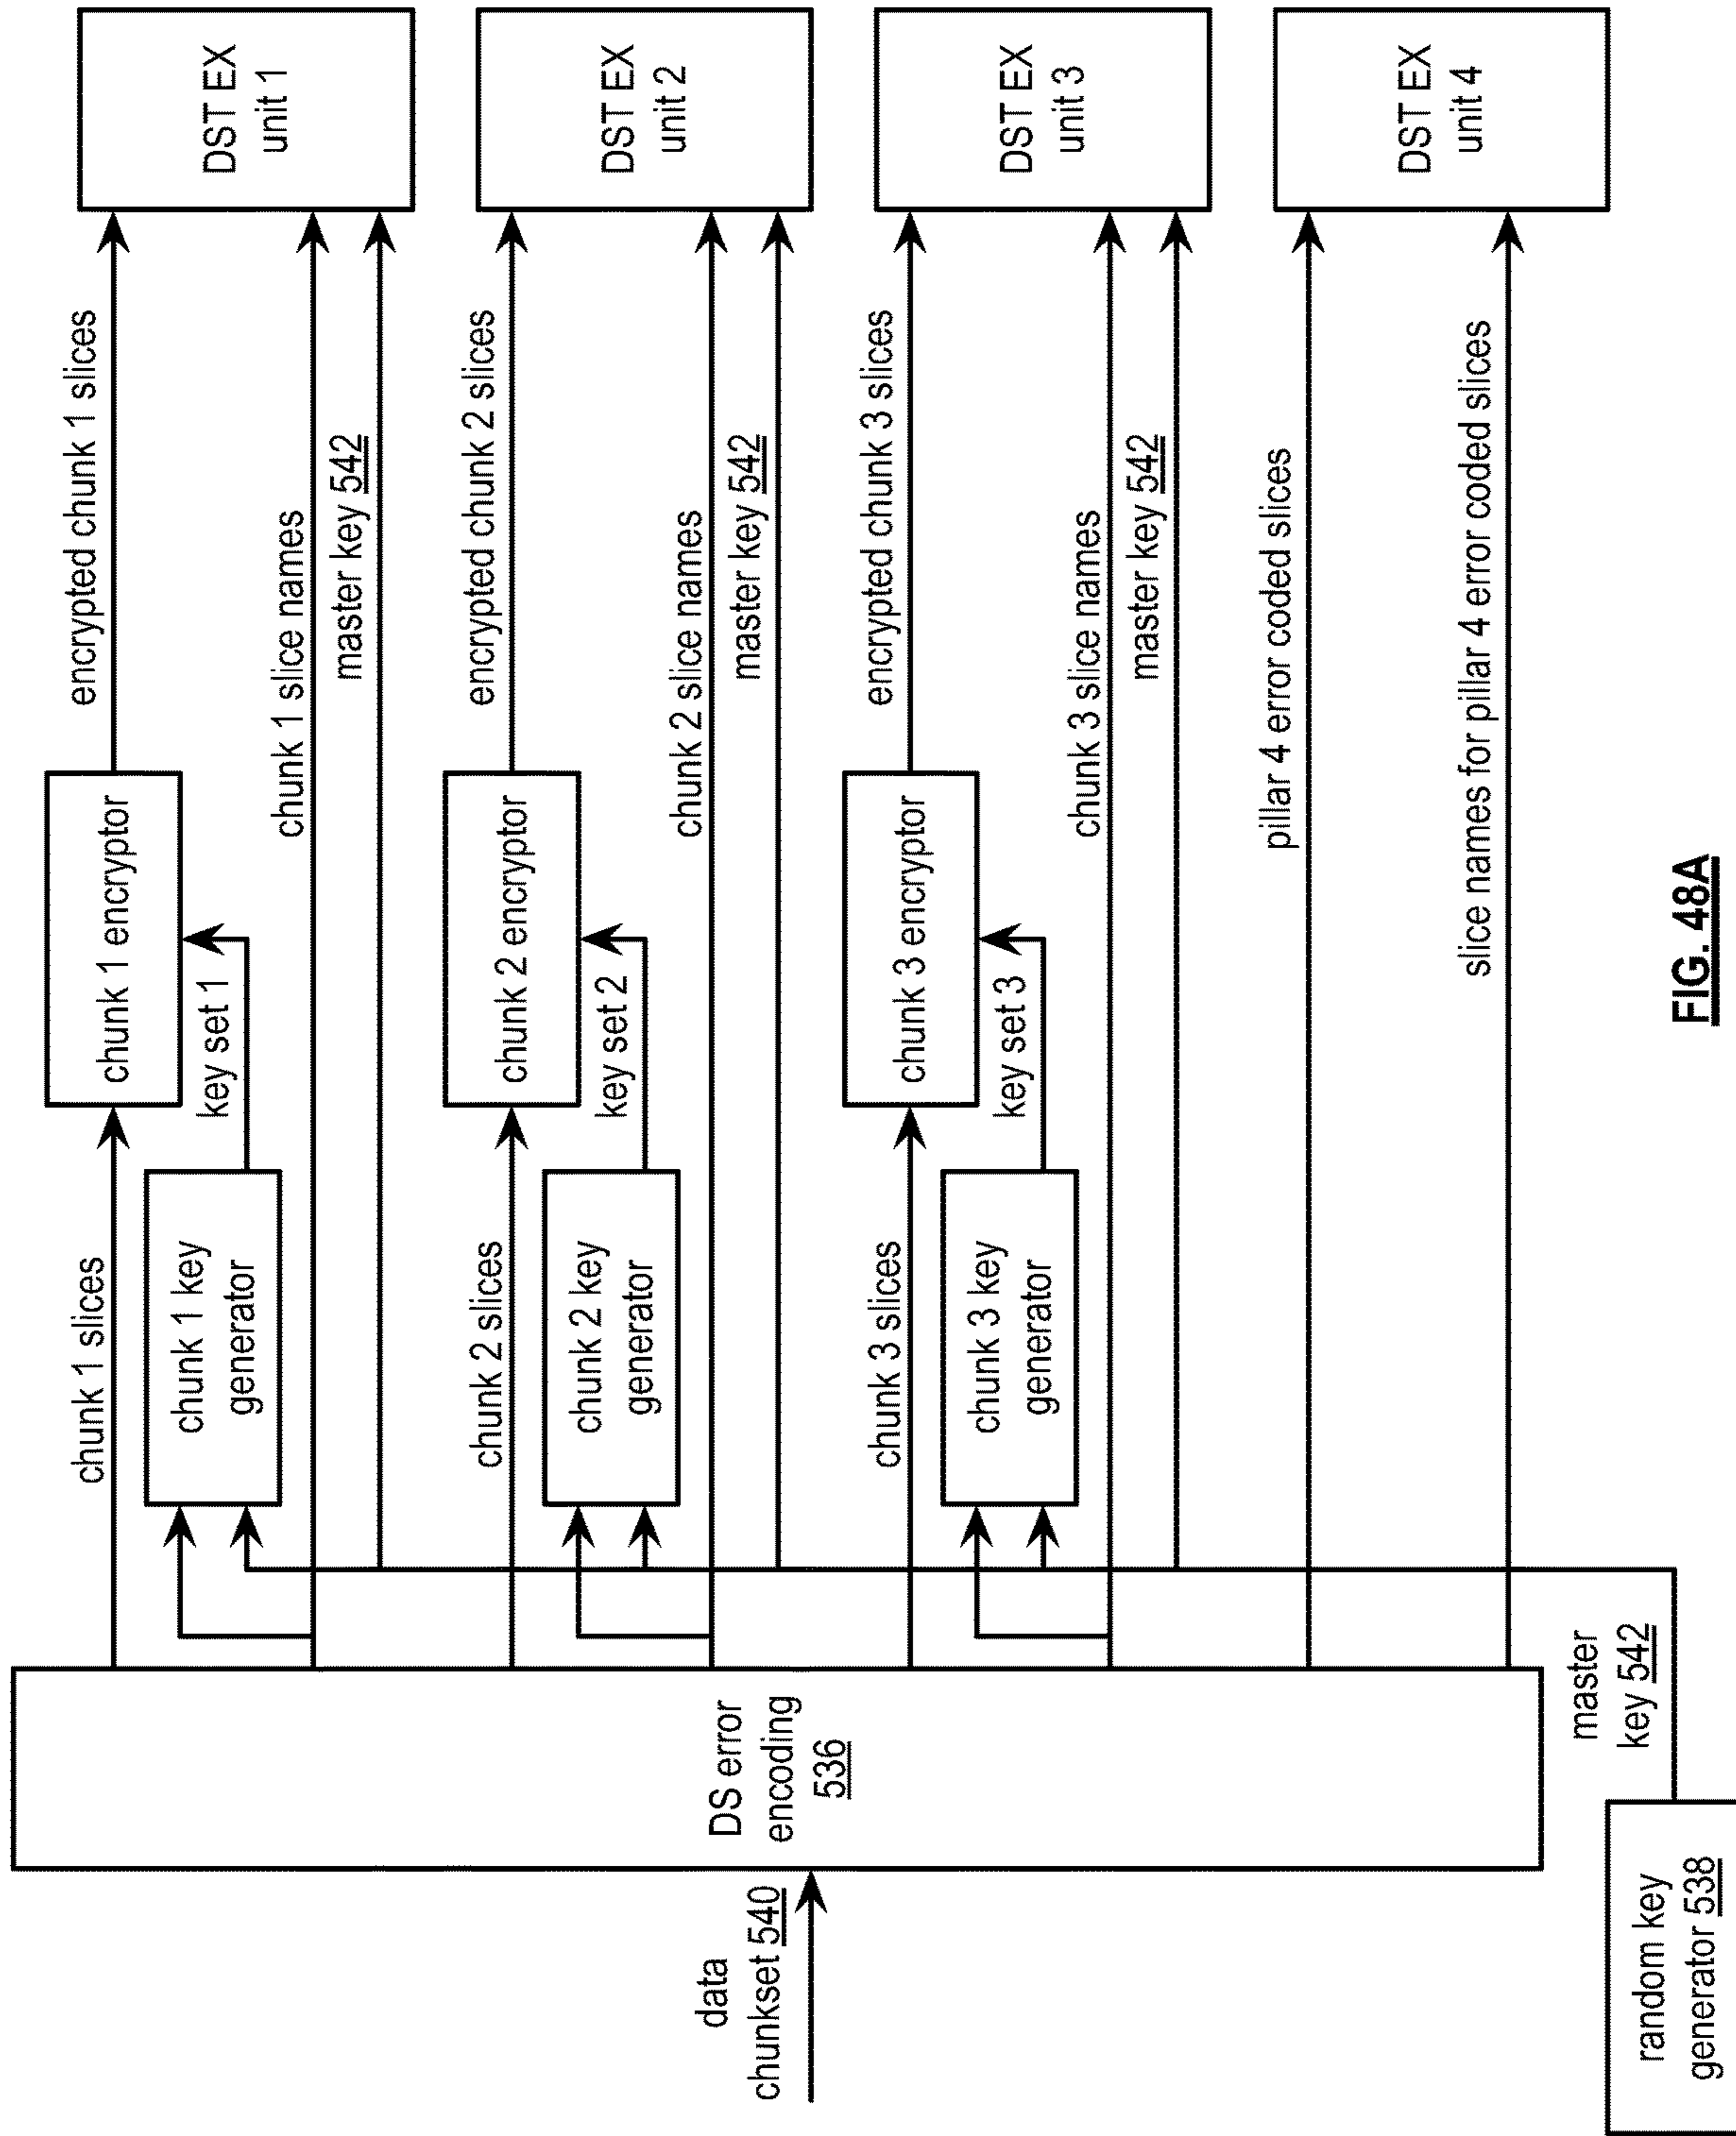 data
chunkset 540
DS error
encoding
536
random key
generator 538
master
key 542
chunk 1 slices
chunk 1 key
generator
key set 1
chunk 1 encryptor
encrypted chunk 1 slices
chunk 1 slice names
master key 542
DST EX
unit 1
chunk 2 slices
chunk 2 key
generator
key set 2
chunk 2 encryptor
encrypted chunk 2 slices
chunk 2 slice names
master key 542
DST EX
unit 2
chunk 3 slices
chunk 3 key
generator
key set 3
chunk 3 encryptor
encrypted chunk 3 slices
chunk 3 slice names
master key 542
DST EX
unit 3
pillar 4 error coded slices
slice names for pillar 4 error coded slices
DST EX
unit 4
FIG. 48A